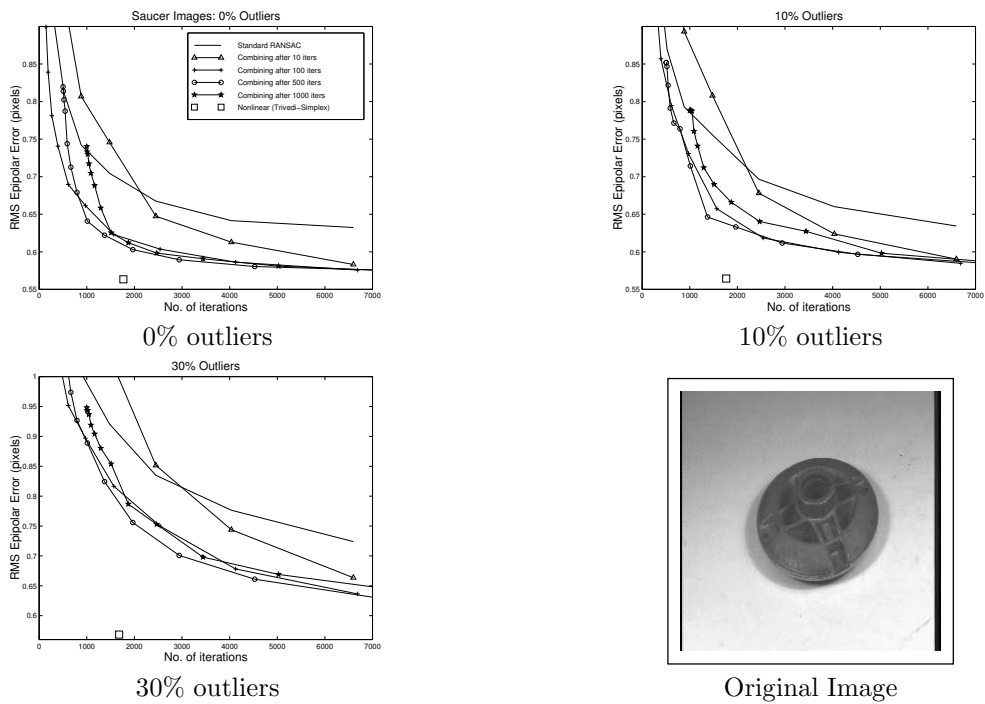 Saucer Images: 0% Outliers
RMS Epipolar Error (pixels)
0.85
0.8
0.75
0.7
0.65
0.6
0.55
Standard RANSAC
Combining after 10 iters
Combining after 100 iters
Combining after 500 iters
Combining after 1000 iters
Nonlinear (Trivedi−Simplex)
0 1000 2000 3000 4000 5000 6000 7000
No. of iterations
0% outliers
10% Outliers
RMS Epipolar Error (pixels)
0.85
0.8
0.75
0.7
0.65
0.6
0.55
0 1000 2000 3000 4000 5000 6000 7000
No. of iterations
10% outliers
30% Outliers
RMS Epipolar Error (pixels)
1
0.95
0.9
0.85
0.8
0.75
0.7
0.65
0.6
0 1000 2000 3000 4000 5000 6000 7000
No. of iterations
30% outliers
Original Image